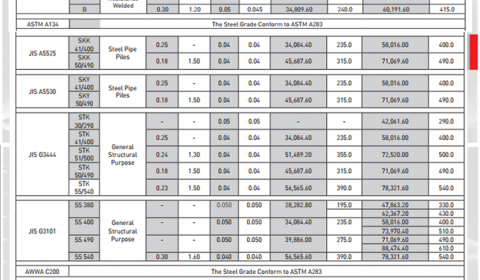 Welded
B 0.30 1.20 0.05 0.045 34,809.60 240.0 60,191.60 415.0
ASTM A134 The Steel Grade Conform to ASTM A283
JIS A5525 SKK 41/400 Steel Pipe Piles 0.25 - 0.04 0.04 34,084.40 235.0 58,016.00 400.0
SKK 50/490 0.18 1.50 0.04 0.04 45,687.60 315.0 71,069.60 490.0
JIS A5530 SKY 41/400 Steel Pipe Piles 0.25 - 0.04 0.04 34,084.40 235.0 58,016.00 400.0
SKY 50/490 0.18 1.50 0.04 0.04 45,687.60 315.0 71,069.60 490.0
JIS G3444 STK 30/290 General Structural Purpose - - 0.05 0.05 - - 42,061.60 290.0
STK 41/400 0.25 - 0.04 0.04 34,084.40 235.0 58,016.00 400.0
STK 51/500 0.24 1.30 0.04 0.04 51,489.20 355.0 72,520.00 500.0
STK 50/490 0.18 1.50 0.04 0.04 45,687.60 315.0 71,069.60 490.0
STK 55/540 0.23 1.50 0.04 0.04 56,565.60 390.0 78,321.60 540.0
JIS G3101 SS 380 General Structural Purpose - - 0.050 0.050 28,282.80 195.0 47,863.20 330.0
62,367.20 430.0
SS 400 - - 0.050 0.050 34,084.40 235.0 58,016.00 400.0
73,970.40 510.0
SS 490 - - 0.050 0.050 39,886.00 275.0 71,069.60 490.0
88,474.40 610.0
SS 540 0.30 1.60 0.040 0.040 56,565.60 390.0 78,321.60 540.0
AWWA C200 The Steel Grade Conform to ASTM A283